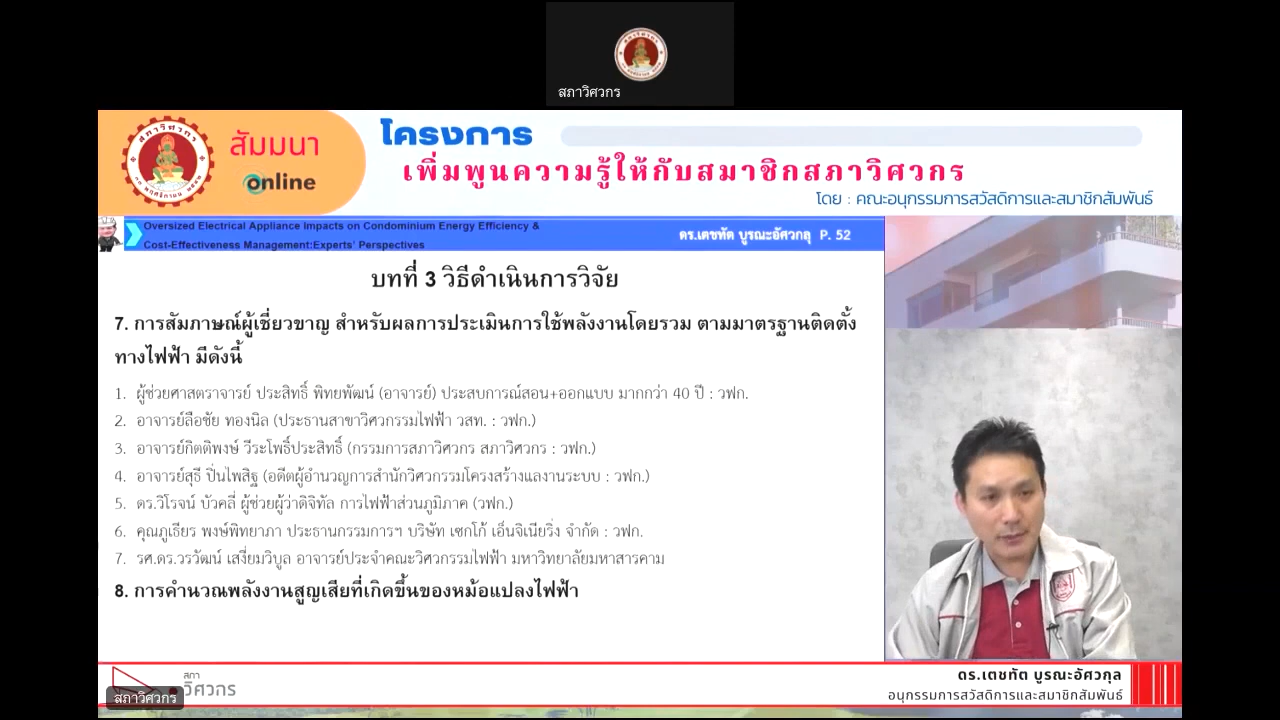 สภาวิศวกร
สัมมนา
online
โครงการ
เพิ่มพูนความรู้ให้กับสมาชิกสภาวิศวกร
โดย : คณะอนุกรรมการสวัสดิการและสมาชิกสัมพันธ์
Oversized Electrical Appliance Impacts on Condominium Energy Efficiency &
Cost-Effectiveness Management:Experts' Perspectives
ดร.เตชทัต บูรณะอัศวกลุ P. 52
บทที่ 3 วิธีดำเนินการวิจัย
7. การสัมภาษณ์ผู้เชี่ยวขาญ สำหรับผลการประเมินการใช้พลังงานโดยรวม ตามมาตรฐานติดตั้ง
ทางไฟฟ้า มีดังนี้
1. ผู้ช่วยศาสตราจารย์ ประสิทธิ์ พิทยพัฒน์ (อาจารย์) ประสบการณ์สอน+ออกแบบ มากกว่า 40 ปี : วฟก.
2. อาจารย์ลือชัย ทองนิล (ประธานสาขาวิศวกรรมไฟฟ้า วสท. : วฟก.)
3. อาจารย์กิตติพงษ์ วีระโพธิ์ประสิทธิ์ (กรรมการสภาวิศวกร สภาวิศวกร : วฟก.)
4. อาจารย์สุธี ปิ่นไพสิฐ (อดีตผู้อำนวญการสำนักวิศวกรรมโครงสร้างแลงานระบบ : วฟก.)
5. ดร.วิโรจน์ บัวคลี่ ผู้ช่วยผู้ว่าดิจิทัล การไฟฟ้าส่วนภูมิภาค (วฟก.)
6. คุณภูเธียร พงษ์พิทยาภา ประธานกรรมการฯ บริษัท เซกโก้ เอ็นจิเนียริ่ง จำกัด : วฟก.
7. รศ.ดร.วรวัฒน์ เสงี่ยมวิบูล อาจารย์ประจำคณะวิศวกรรมไฟฟ้า มหาวิทยาลัยมหาสารคาม
8. การคำนวณพลังงานสูญเสียที่เกิดขึ้นของหม้อแปลงไฟฟ้า
สภา
วิศวกร
สภาวิศวกร
ดร.เตชทัต บูรณะอัศวกุล
อนุกรรมการสวัสดิการและสมาชิกสัมพันธ์